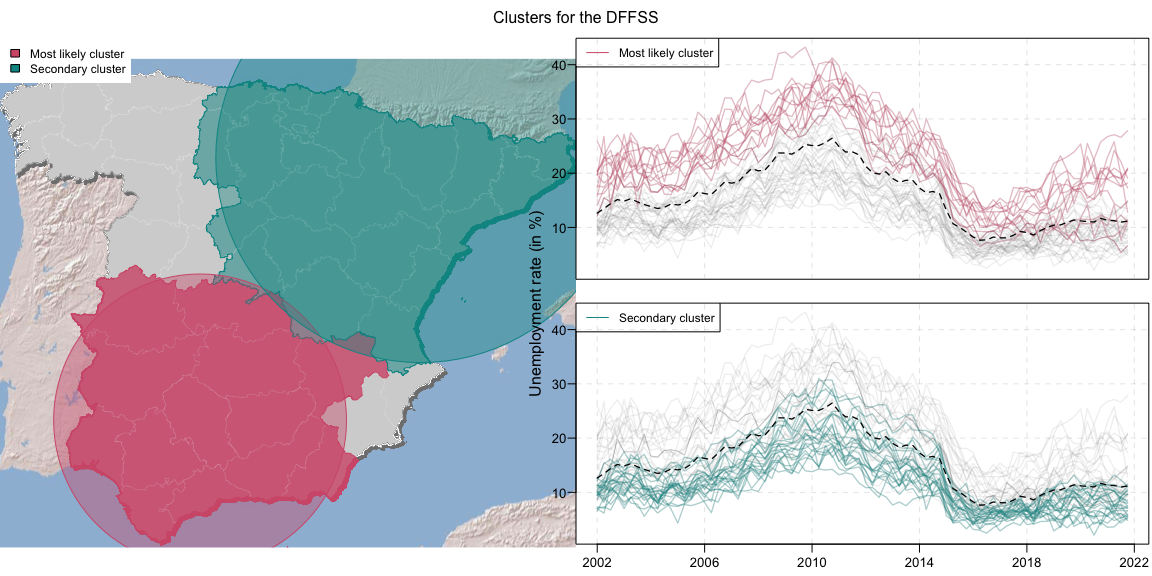 Clusters for the DFFSS
Most likely cluster
Secondary cluster
Unemployment rate (in %)
Most likely cluster
40
30
20
10
Secondary cluster
40
30
20
10
2002 2006 2010 2014 2018 2022